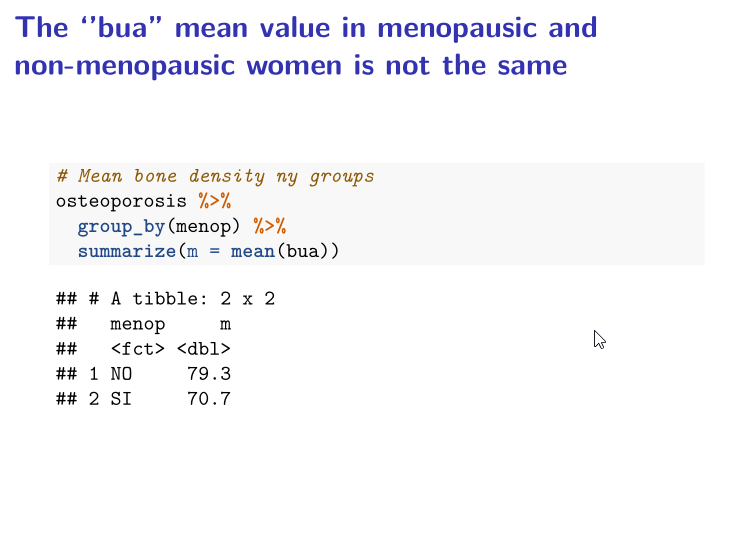 The ‘’bua” mean value in menopausic and
non-menopausic women is not the same
# Mean bone density ny groups
osteoporosis %>%
  group_by(menop) %>%
  summarize(m = mean(bua))
## # A tibble: 2 x 2
##   menop     m
##   <fct> <dbl>
## 1 NO     79.3
## 2 SI     70.7